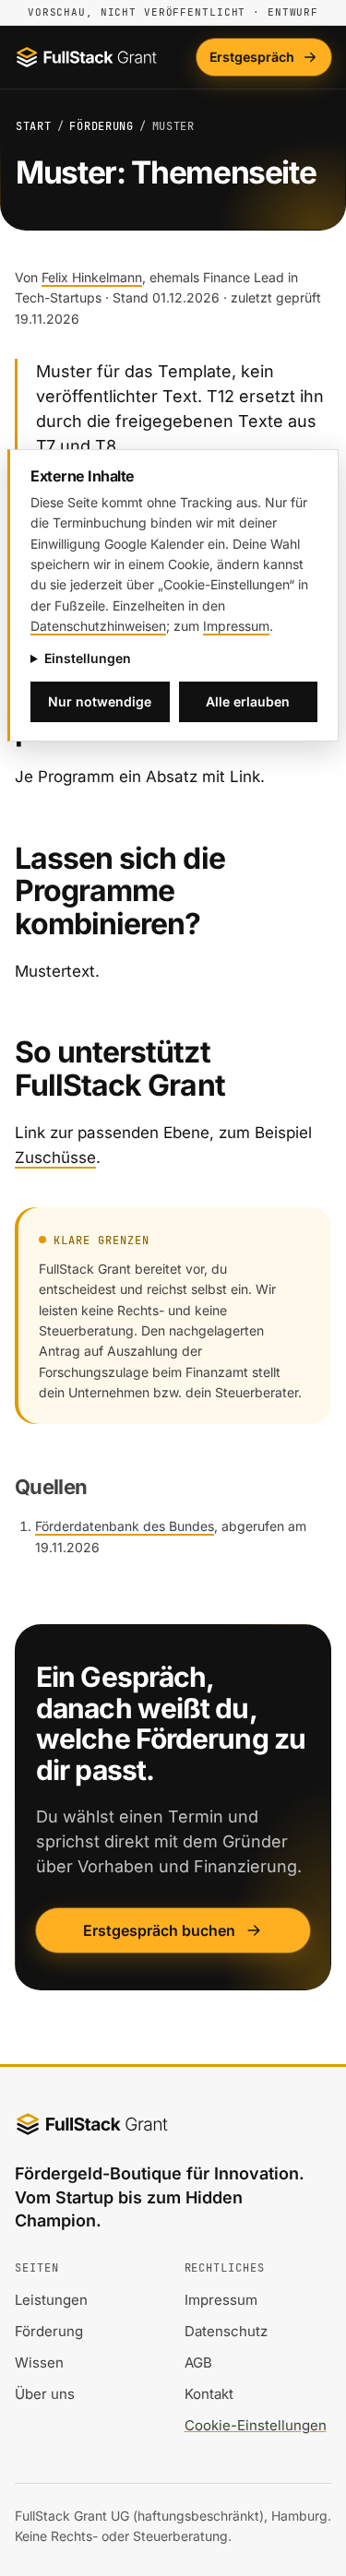 VORSCHAU, NICHT VERÖFFENTLICHT · ENTWURF
FullStack Grant
Erstgespräch →
START / FÖRDERUNG / MUSTER
Muster: Themenseite
Von Felix Hinkelmann, ehemals Finance Lead in
Tech-Startups · Stand 01.12.2026 · zuletzt geprüft
19.11.2026
Muster für das Template, kein
veröffentlichter Text. T12 ersetzt ihn
durch die freigegebenen Texte aus
T7 und T8.
Externe Inhalte
Diese Seite kommt ohne Tracking aus. Nur für
die Terminbuchung binden wir mit deiner
Einwilligung Google Kalender ein. Deine Wahl
speichern wir in einem Cookie, ändern kannst
du sie jederzeit über „Cookie-Einstellungen“ in
der Fußzeile. Einzelheiten in den
Datenschutzhinweisen; zum Impressum.
Einstellungen
Nur notwendige
Alle erlauben
Je Programm ein Absatz mit Link.
Lassen sich die
Programme
kombinieren?
Mustertext.
So unterstützt
FullStack Grant
Link zur passenden Ebene, zum Beispiel
Zuschüsse.
KLARE GRENZEN
FullStack Grant bereitet vor, du
entscheidest und reichst selbst ein. Wir
leisten keine Rechts- und keine
Steuerberatung. Den nachgelagerten
Antrag auf Auszahlung der
Forschungszulage beim Finanzamt stellt
dein Unternehmen bzw. dein Steuerberater.
Quellen
1. Förderdatenbank des Bundes, abgerufen am
19.11.2026
Ein Gespräch,
danach weißt du,
welche Förderung zu
dir passt.
Du wählst einen Termin und
sprichst direkt mit dem Gründer
über Vorhaben und Finanzierung.
Erstgespräch buchen →
FullStack Grant
Fördergeld-Boutique für Innovation.
Vom Startup bis zum Hidden
Champion.
SEITEN
Leistungen
Förderung
Wissen
Über uns
RECHTLICHES
Impressum
Datenschutz
AGB
Kontakt
Cookie-Einstellungen
FullStack Grant UG (haftungsbeschränkt), Hamburg.
Keine Rechts- oder Steuerberatung.